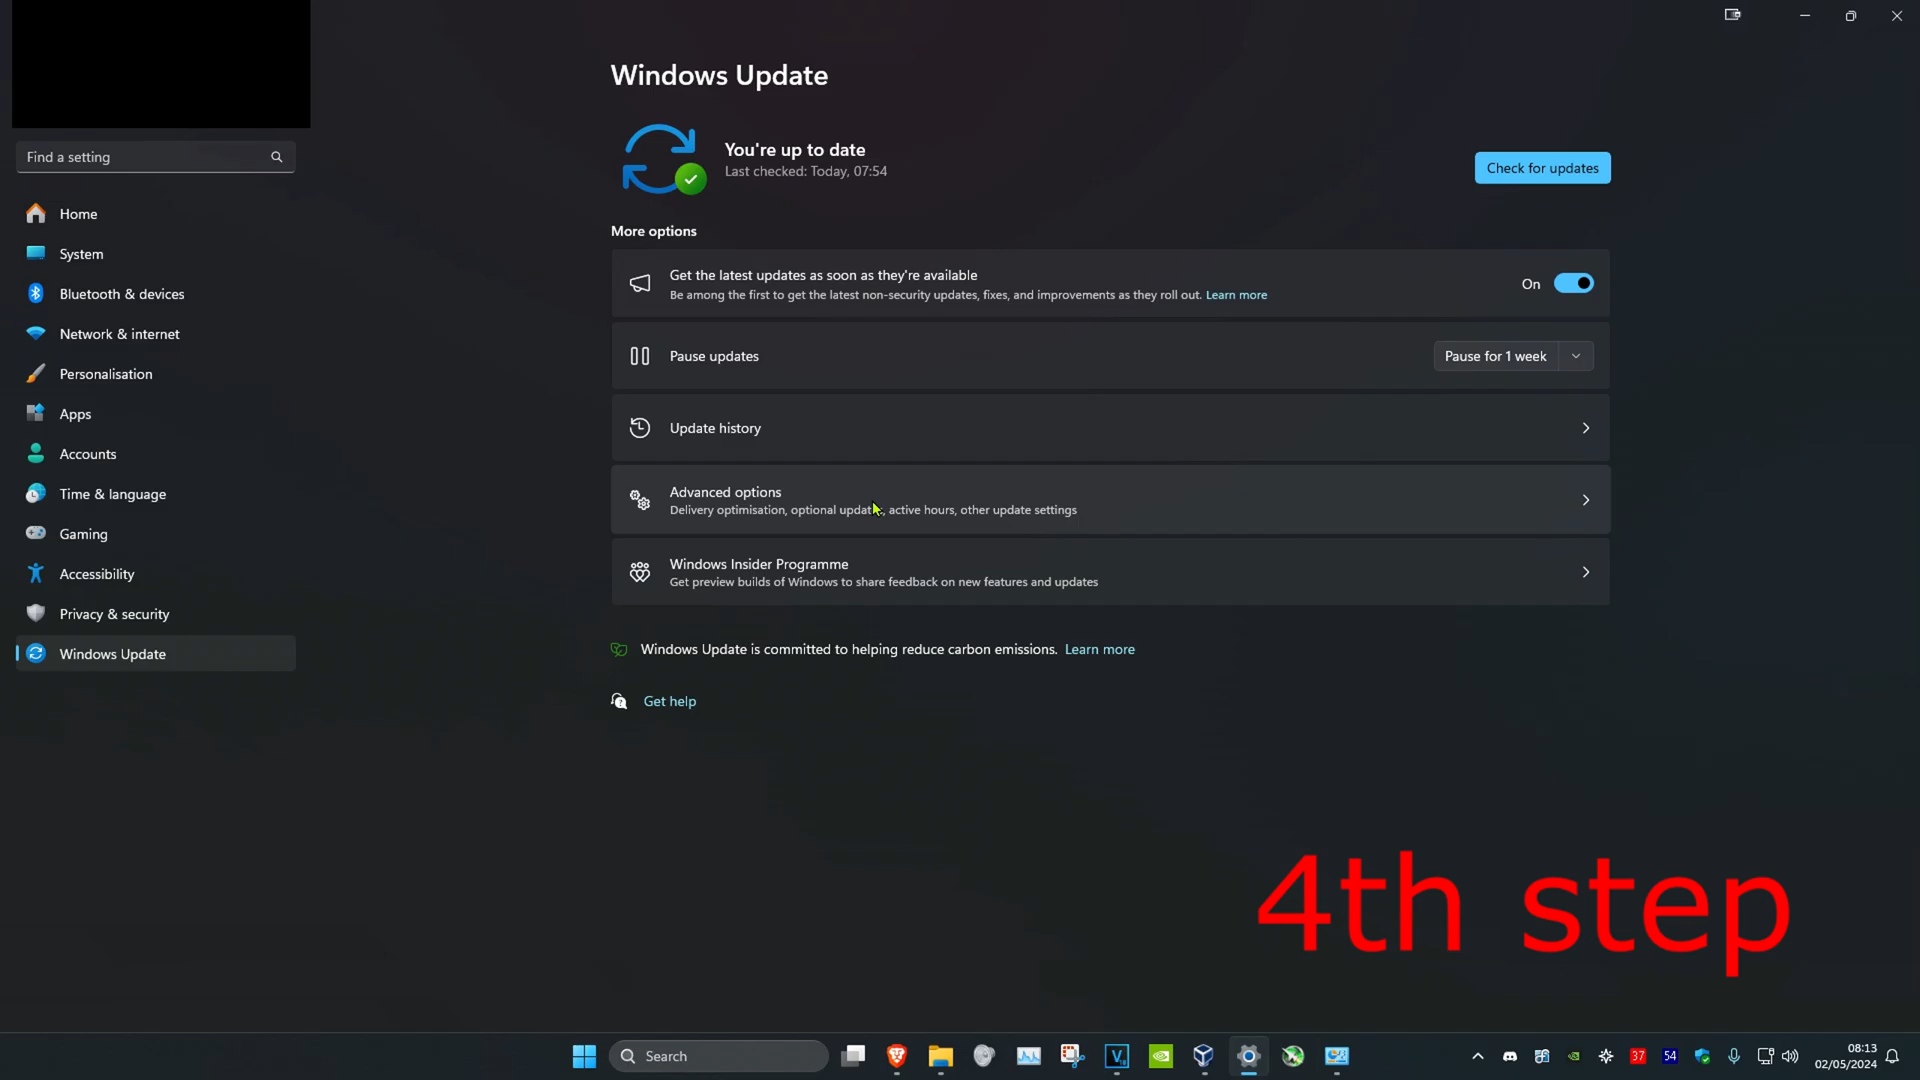 Windows Update
You're up to date
Last checked: Today, 07:54
Check for updates
Find a setting
Home
System
Bluetooth & devices
Network & internet
Personalisation
Apps
Accounts
Time & language
Gaming
Accessibility
Privacy & security
Windows Update
More options
Get the latest updates as soon as they're available
Be among the first to get the latest non-security updates, fixes, and improvements as they roll out. Learn more
On
Pause updates
Pause for 1 week
Update history
Advanced options
Delivery optimisation, optional updates, active hours, other update settings
Windows Insider Programme
Get preview builds of Windows to share feedback on new features and updates
Windows Update is committed to helping reduce carbon emissions. Learn more
Get help
4th step
Search
37
54
08:13
02/05/2024